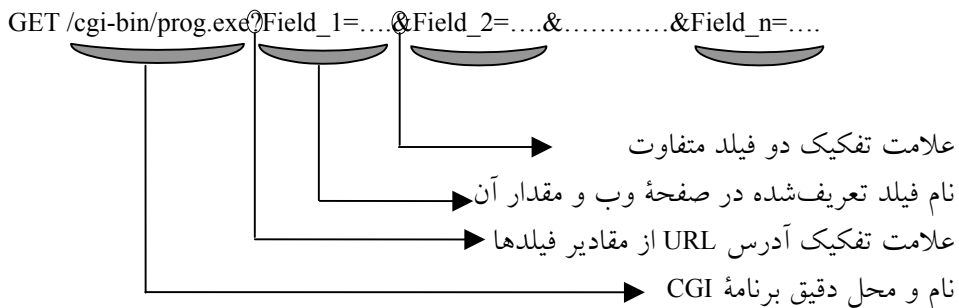 GET /cgi-bin/prog.exe?Field_1=….&Field_2=….&…………&Field_n=….
علامت تفکیک دو فیلد متفاوت
نام فیلد تعریف‌شده در صفحهٔ وب و مقدار آن
علامت تفکیک آدرس URL از مقادیر فیلدها
نام و محل دقیق برنامهٔ CGI